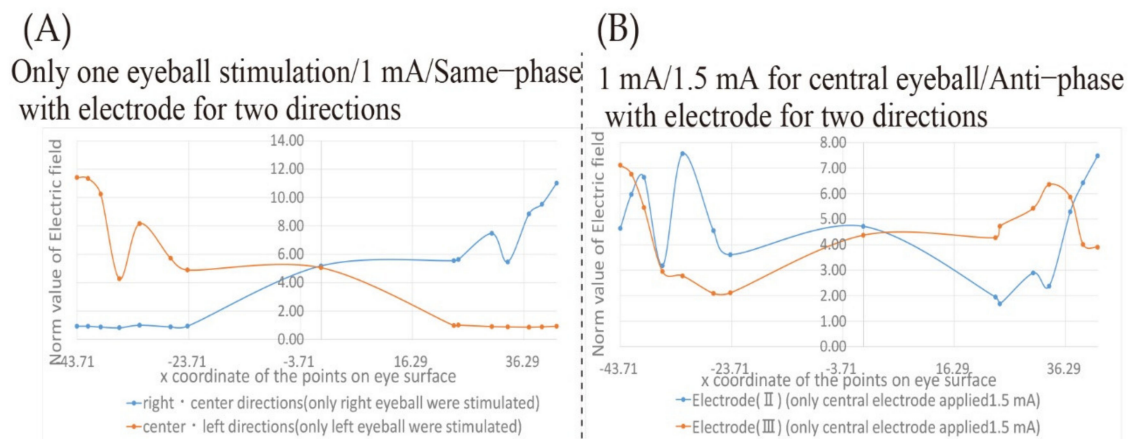 (A)
Only one eyeball stimulation/1 mA/Same-phase
with electrode for two directions
Norm value of Electric field
14.00
12.00
10.00
8.00
6.00
4.00
2.00
0.00
-43.71 -23.71 -3.71 16.29 36.29
x coordinate of the points on eye surface
right・center directions(only right eyeball were stimulated)
center・left directions(only left eyeball were stimulated)
(B)
1 mA/1.5 mA for central eyeball/Anti-phase
with electrode for two directions
Norm value of Electric field
8.00
7.00
6.00
5.00
4.00
3.00
2.00
1.00
0.00
-43.71 -23.71 -3.71 16.29 36.29
x coordinate of the points on eye surface
Electrode(Ⅱ) (only central electrode applied1.5 mA)
Electrode(Ⅲ) (only central electrode applied1.5 mA)